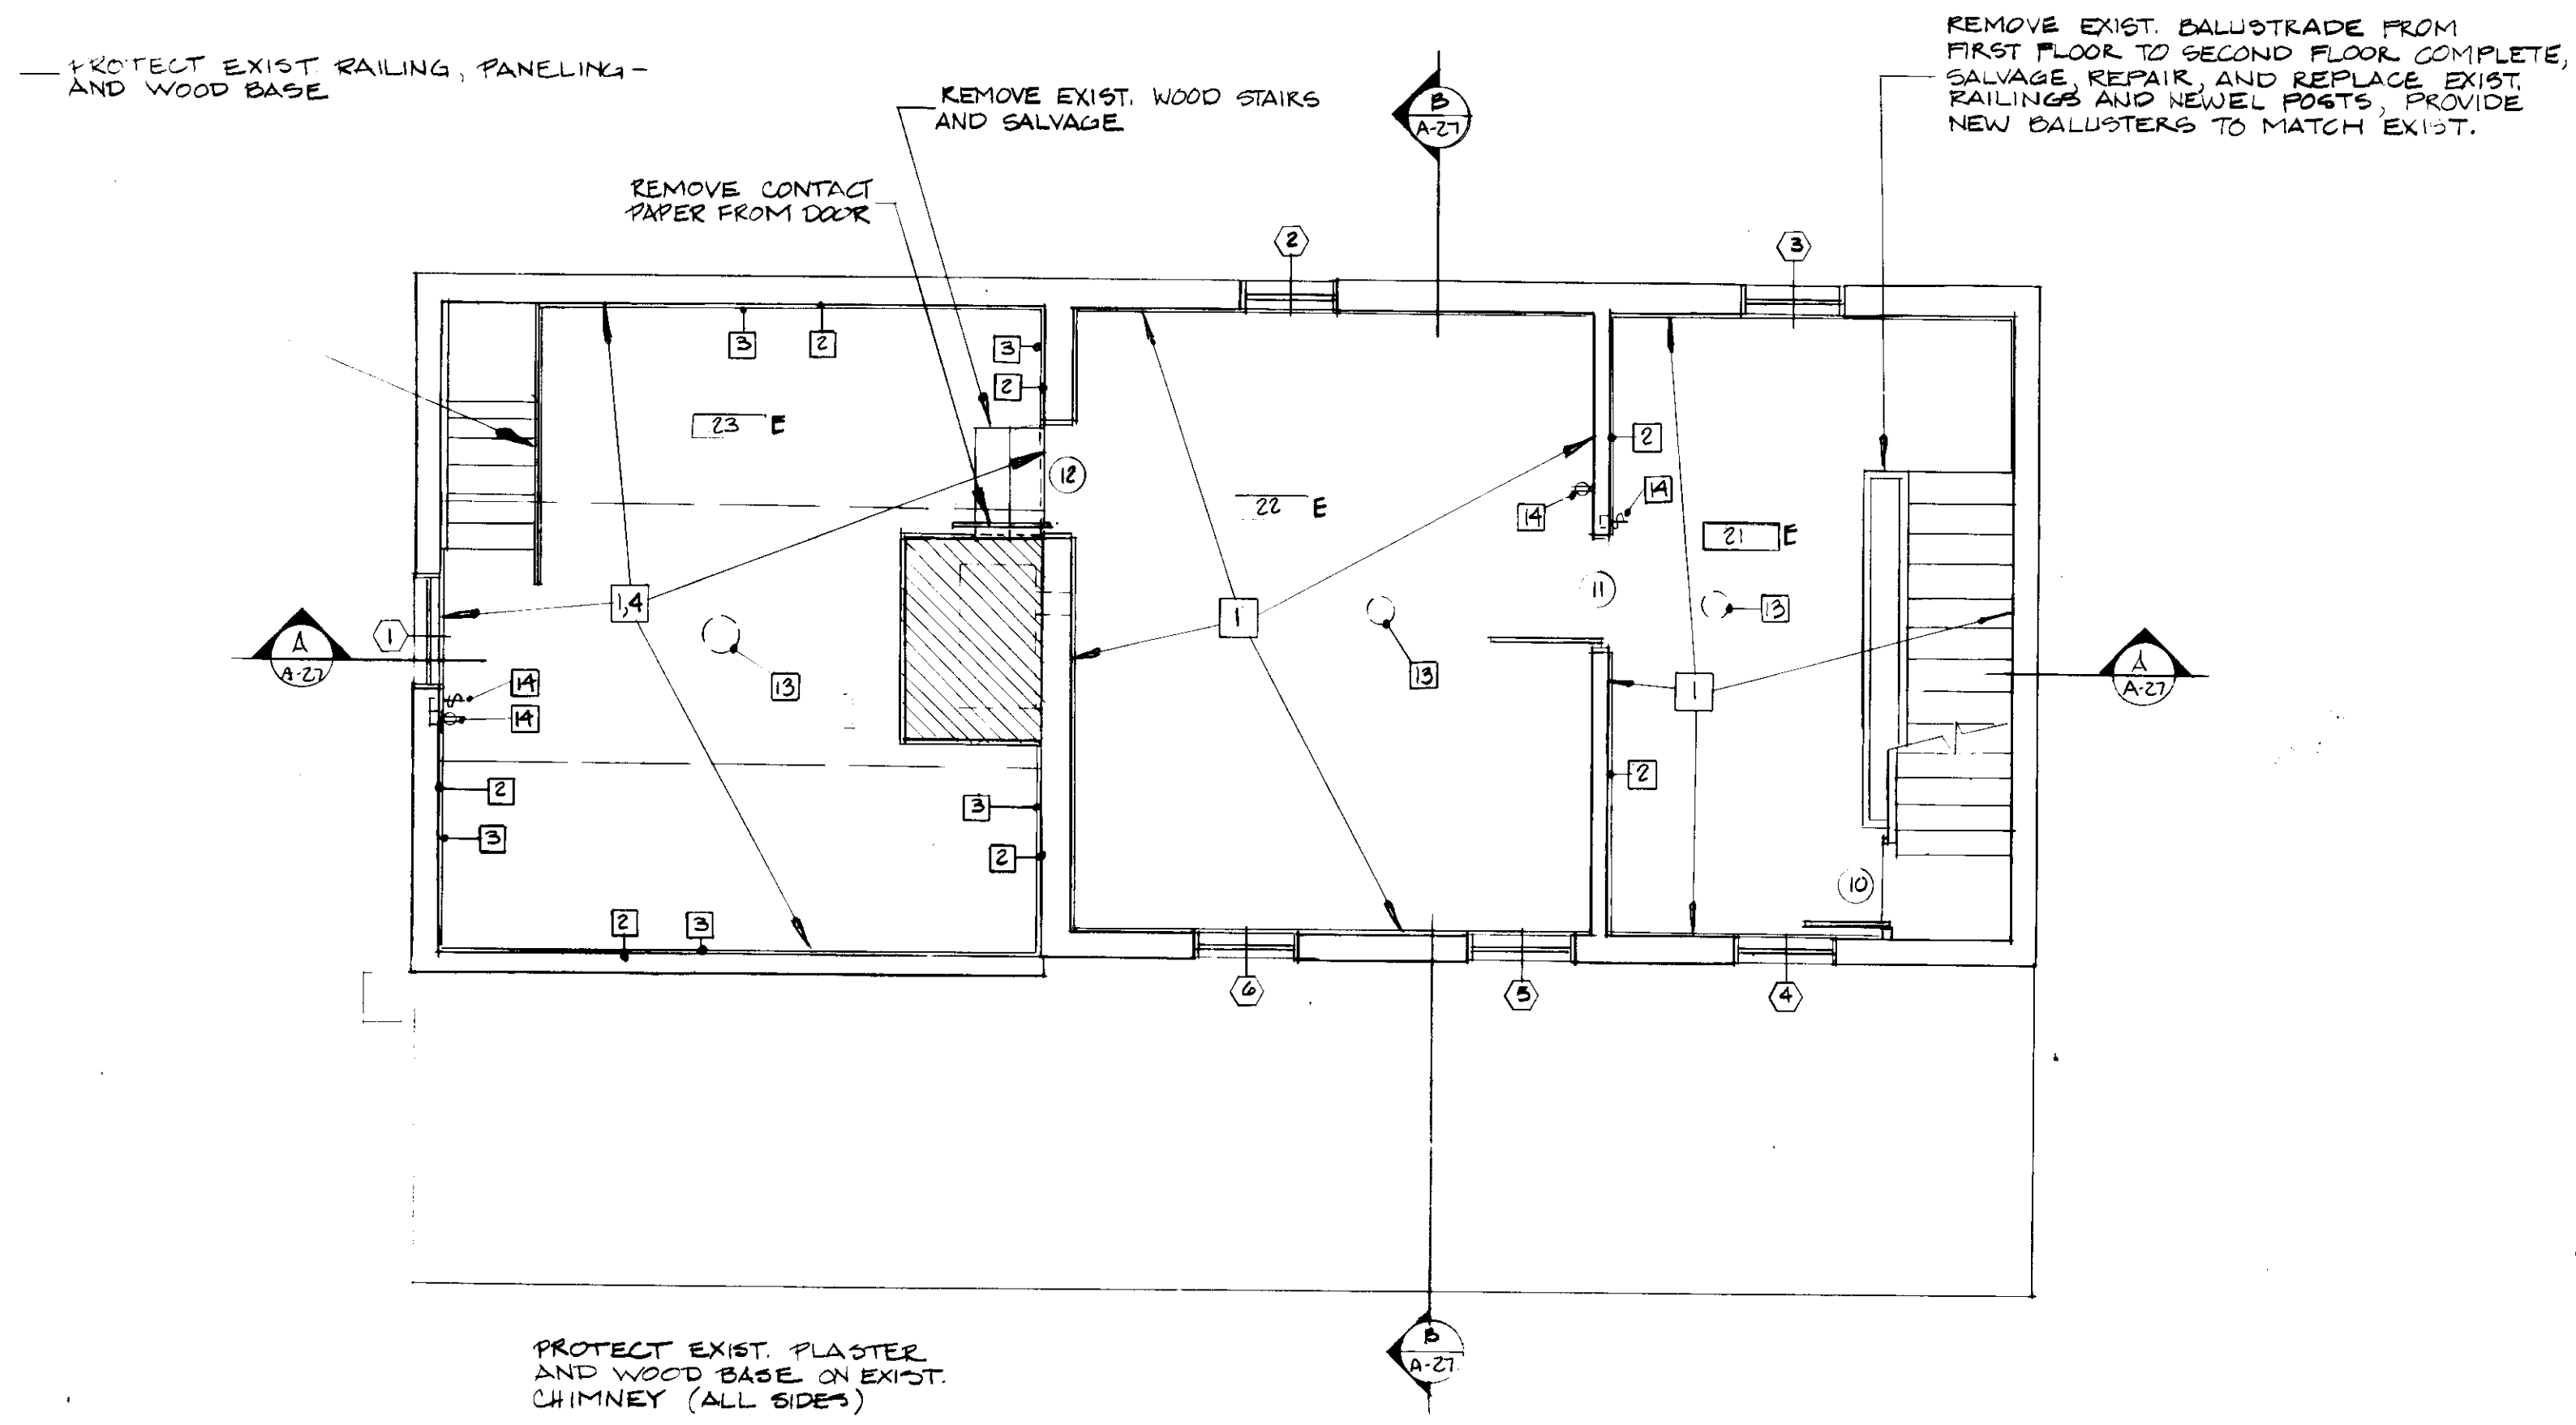 PROTECT EXIST. RAILING, PANELING
AND WOOD BASE
REMOVE EXIST. BALUSTRADE FROM
FIRST FLOOR TO SECOND FLOOR COMPLETE,
SALVAGE, REPAIR, AND REPLACE EXIST.
RAILINGS AND NEWEL POSTS, PROVIDE
NEW BALUSTERS TO MATCH EXIST.
REMOVE EXIST. WOOD STAIRS
AND SALVAGE
B
A-27
REMOVE CONTACT
PAPER FROM DOOR
2
3
3
2
3
2
23 E
2
12
22 E
14
14
21 E
1,4
1
13
11
13
1
A
A-27
13
13
14
14
1
A
A-27
2
3
3
2
2
10
2
3
6
5
4
B
A-27
PROTECT EXIST. PLASTER
AND WOOD BASE ON EXIST.
CHIMNEY (ALL SIDES)